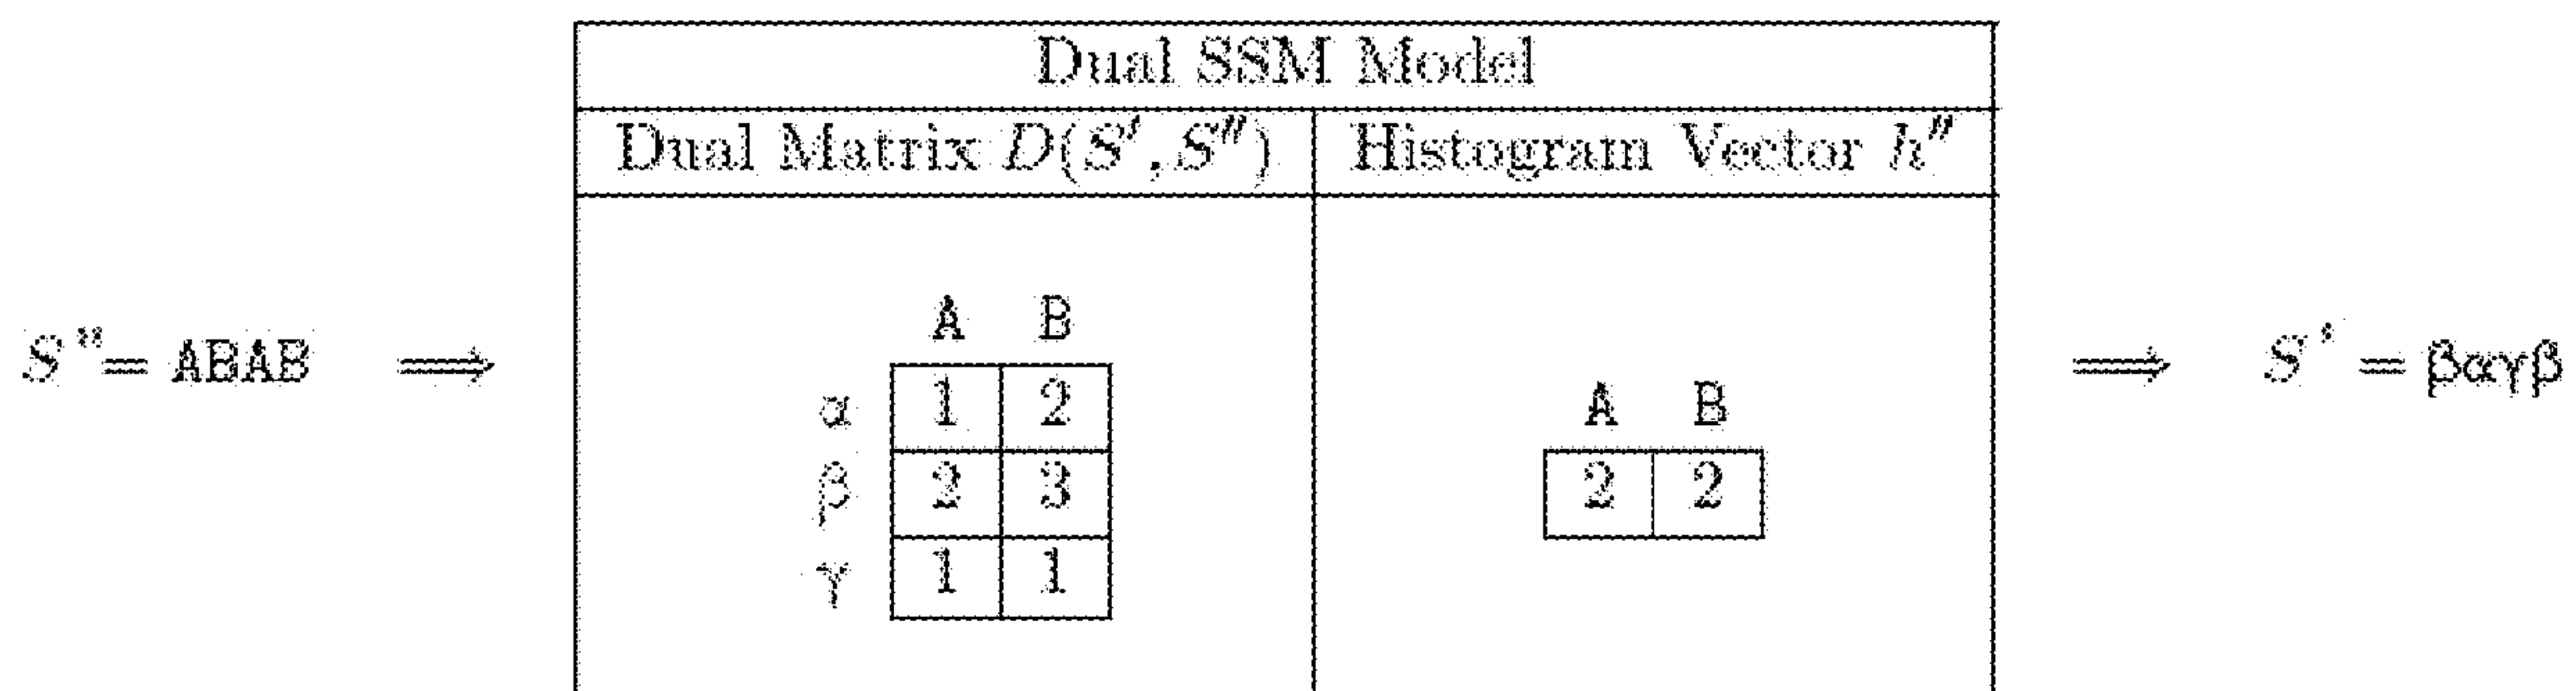 Dual SSM Model
Dual Matrix D(S′,S″) Histogram Vector h″
S″= ABAB ⟹
A B
α 1 2
β 2 3
γ 1 1
A B
2 2
⟹ S′ = βαγβ